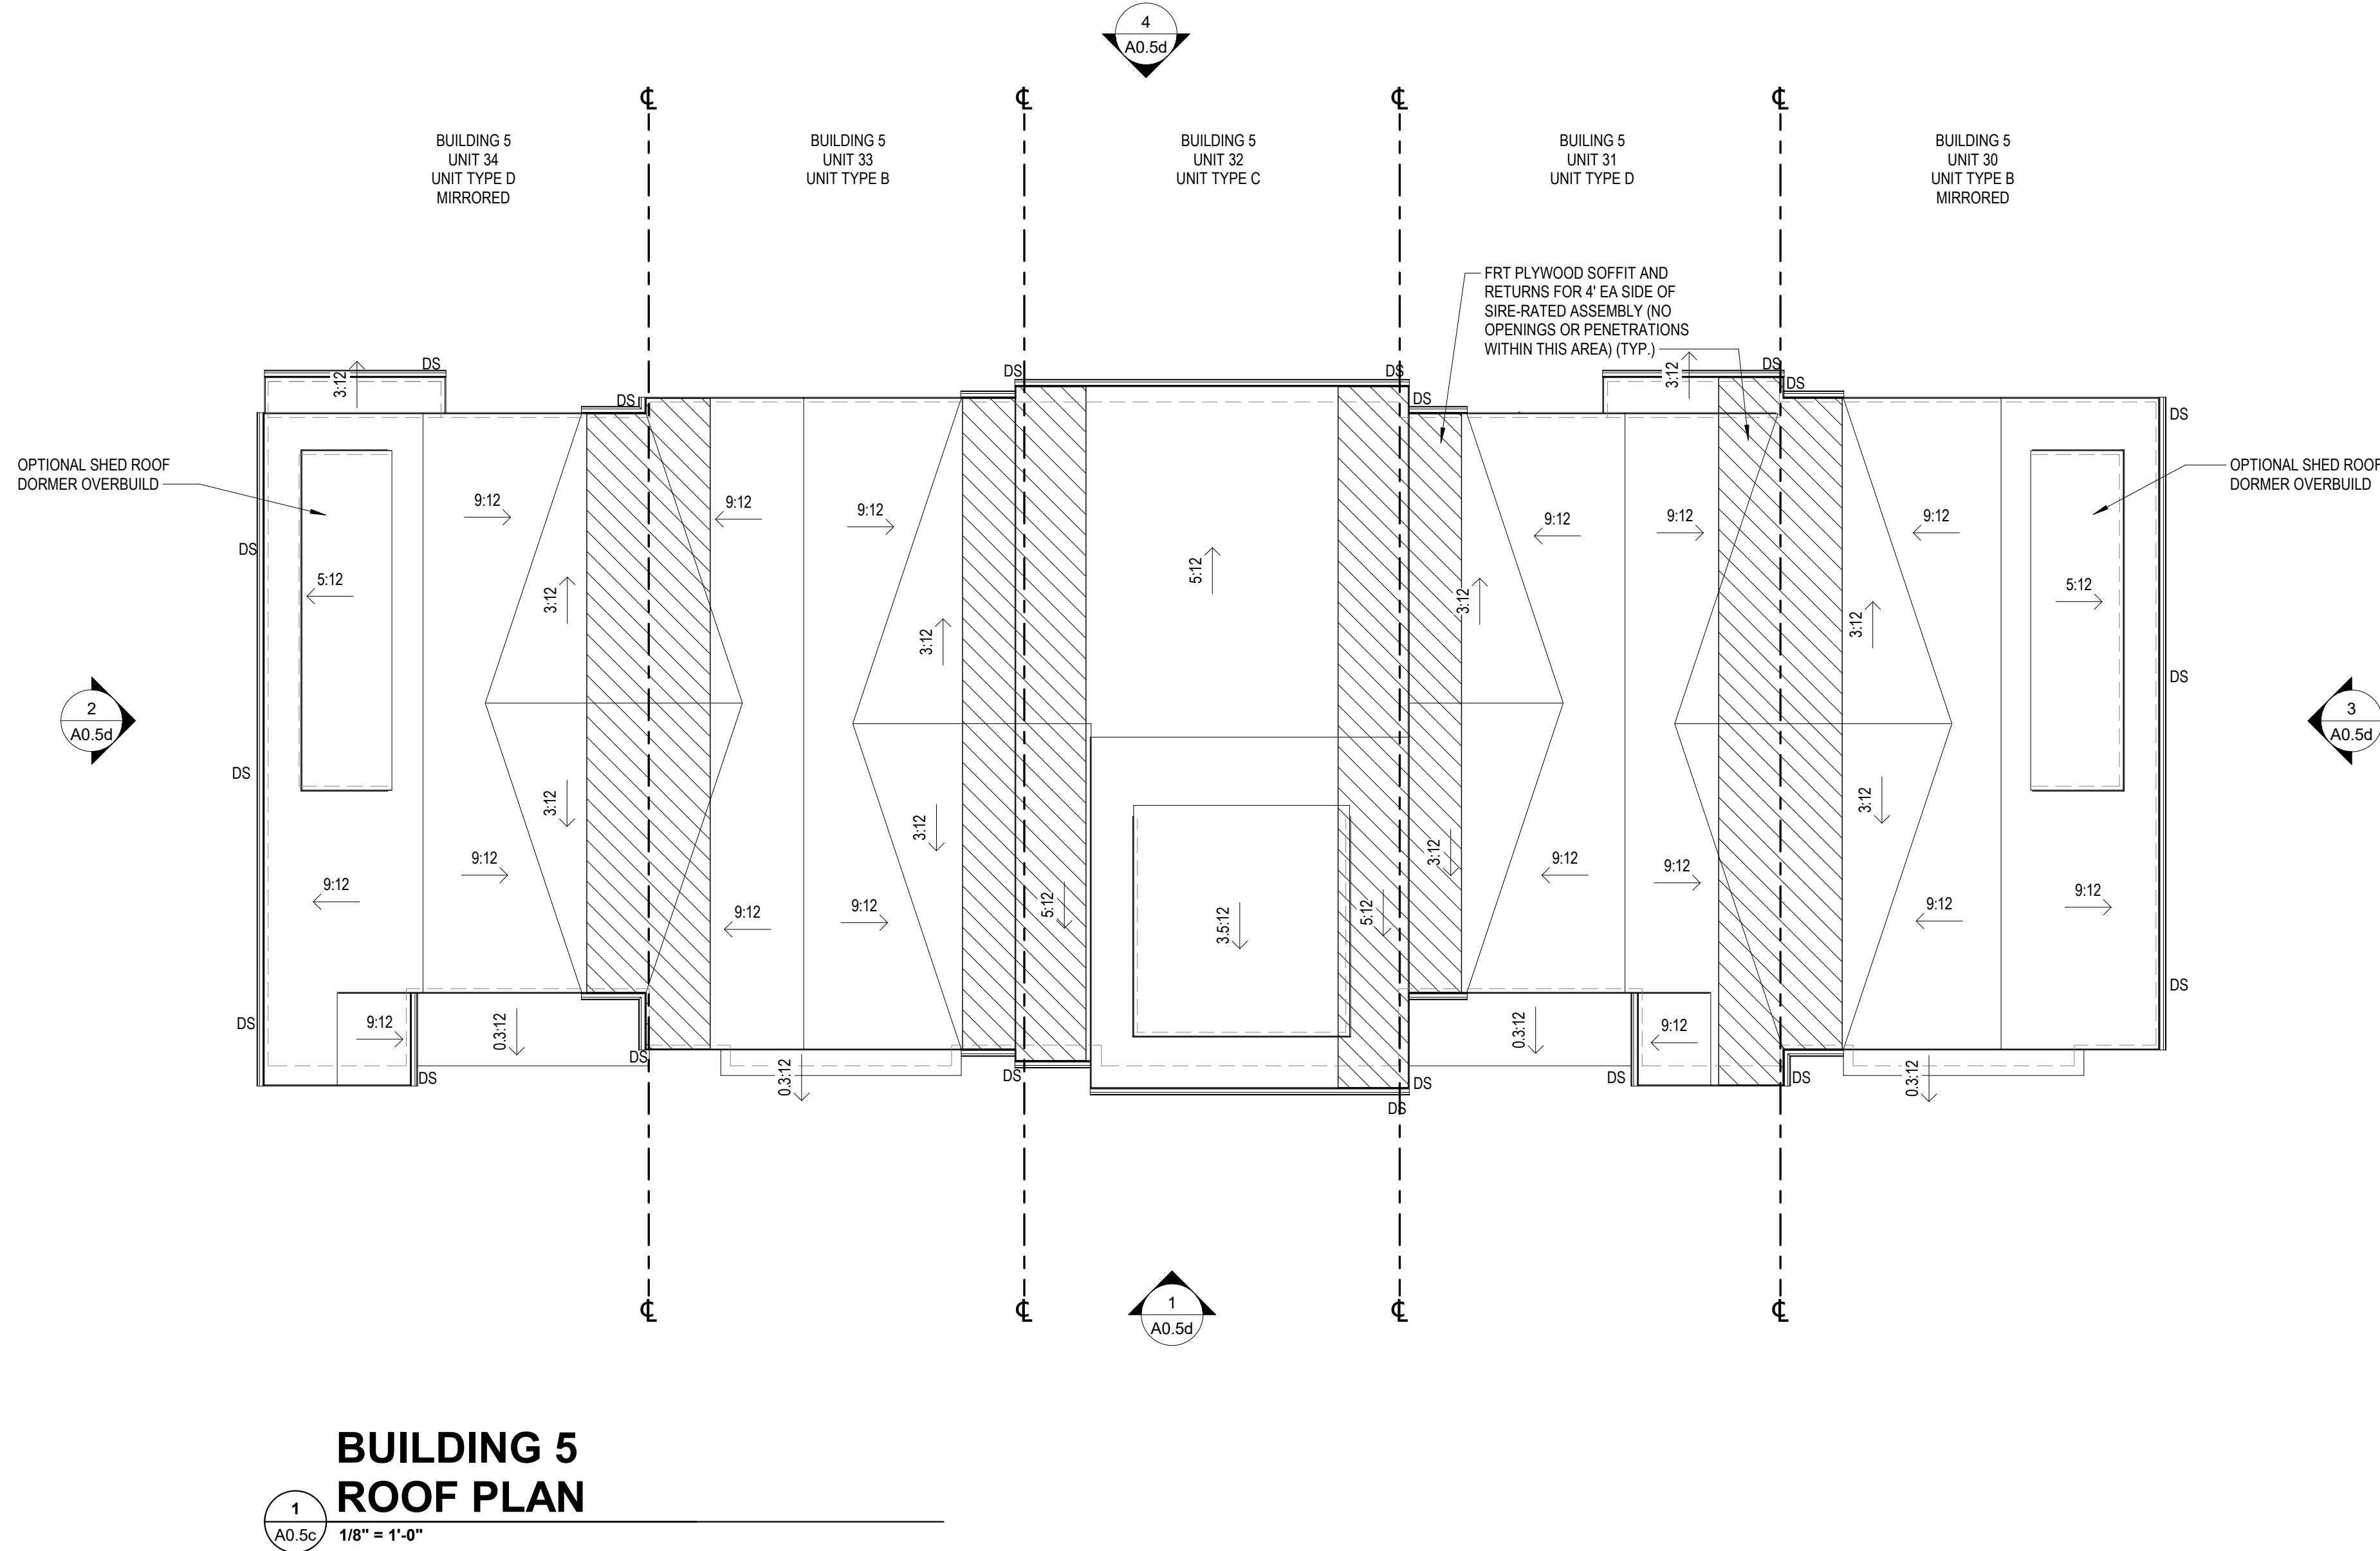 4
A0.5d
℄
℄
℄
℄
BUILDING 5
UNIT 34
UNIT TYPE D
MIRRORED
BUILDING 5
UNIT 33
UNIT TYPE B
BUILDING 5
UNIT 32
UNIT TYPE C
BUILING 5
UNIT 31
UNIT TYPE D
BUILDING 5
UNIT 30
UNIT TYPE B
MIRRORED
FRT PLYWOOD SOFFIT AND
RETURNS FOR 4' EA SIDE OF
SIRE-RATED ASSEMBLY (NO
OPENINGS OR PENETRATIONS
WITHIN THIS AREA) (TYP.)
DS
DS
DS
DS
3:12
3:12
DS
DS
DS
DS
OPTIONAL SHED ROOF
DORMER OVERBUILD
OPTIONAL SHED ROOF
DORMER OVERBUILD
9:12
9:12
9:12
9:12
9:12
9:12
DS
5:12
5:12
5:12
3:12
3:12
3:12
3:12
DS
2
A0.5d
3
A0.5d
DS
3:12
3:12
3:12
3:12
9:12
9:12
9:12
9:12
9:12
9:12
9:12
9:12
9:12
5:12
3.5:12
5:12
DS
DS
9:12
0.3:12
0.3:12
9:12
DS
DS
DS
0.3:12
DS
DS
DS
DS
0.3:12
DS
℄
℄
℄
℄
1
A0.5d
BUILDING 5
ROOF PLAN
1
A0.5c
1/8" = 1'-0"